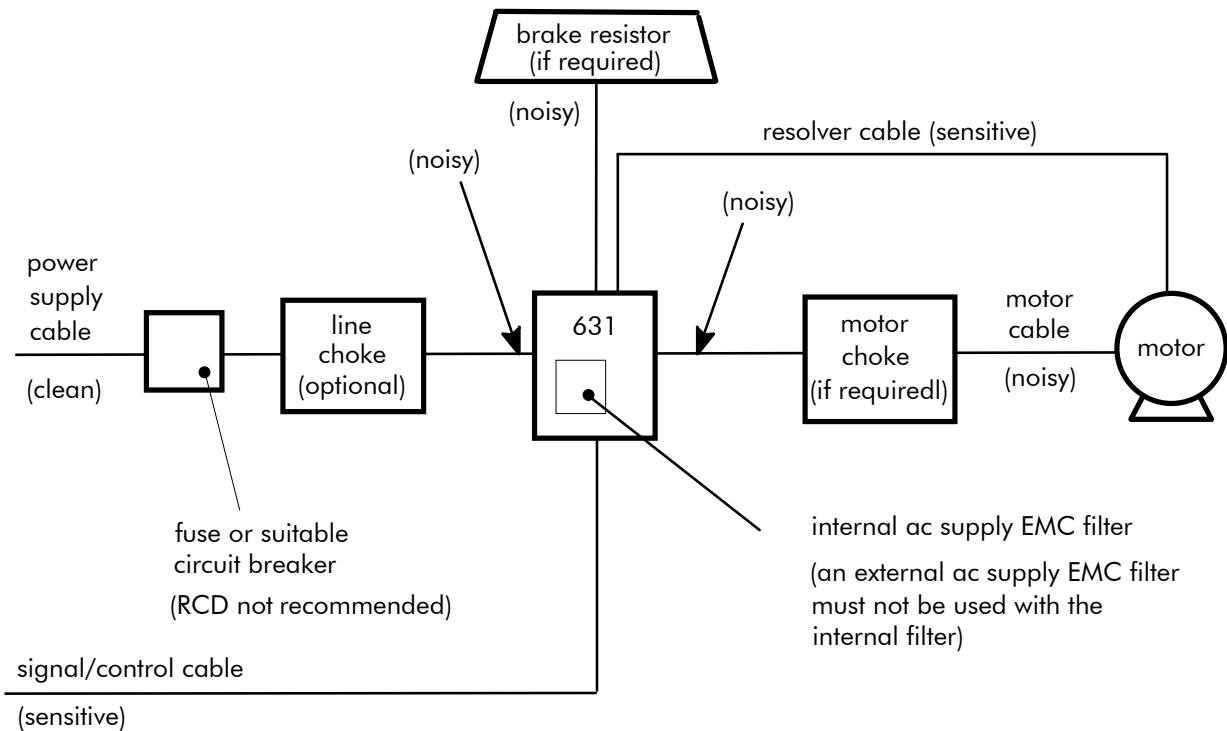 brake resistor
(if required)
(noisy)
resolver cable (sensitive)
(noisy)
(noisy)
power
supply
cable
(clean)
line
choke
(optional)
631
motor
choke
(if requiredl)
motor
cable
(noisy)
motor
fuse or suitable
circuit breaker
(RCD not recommended)
internal ac supply EMC filter
(an external ac supply EMC filter
must not be used with the
internal filter)
signal/control cable
(sensitive)